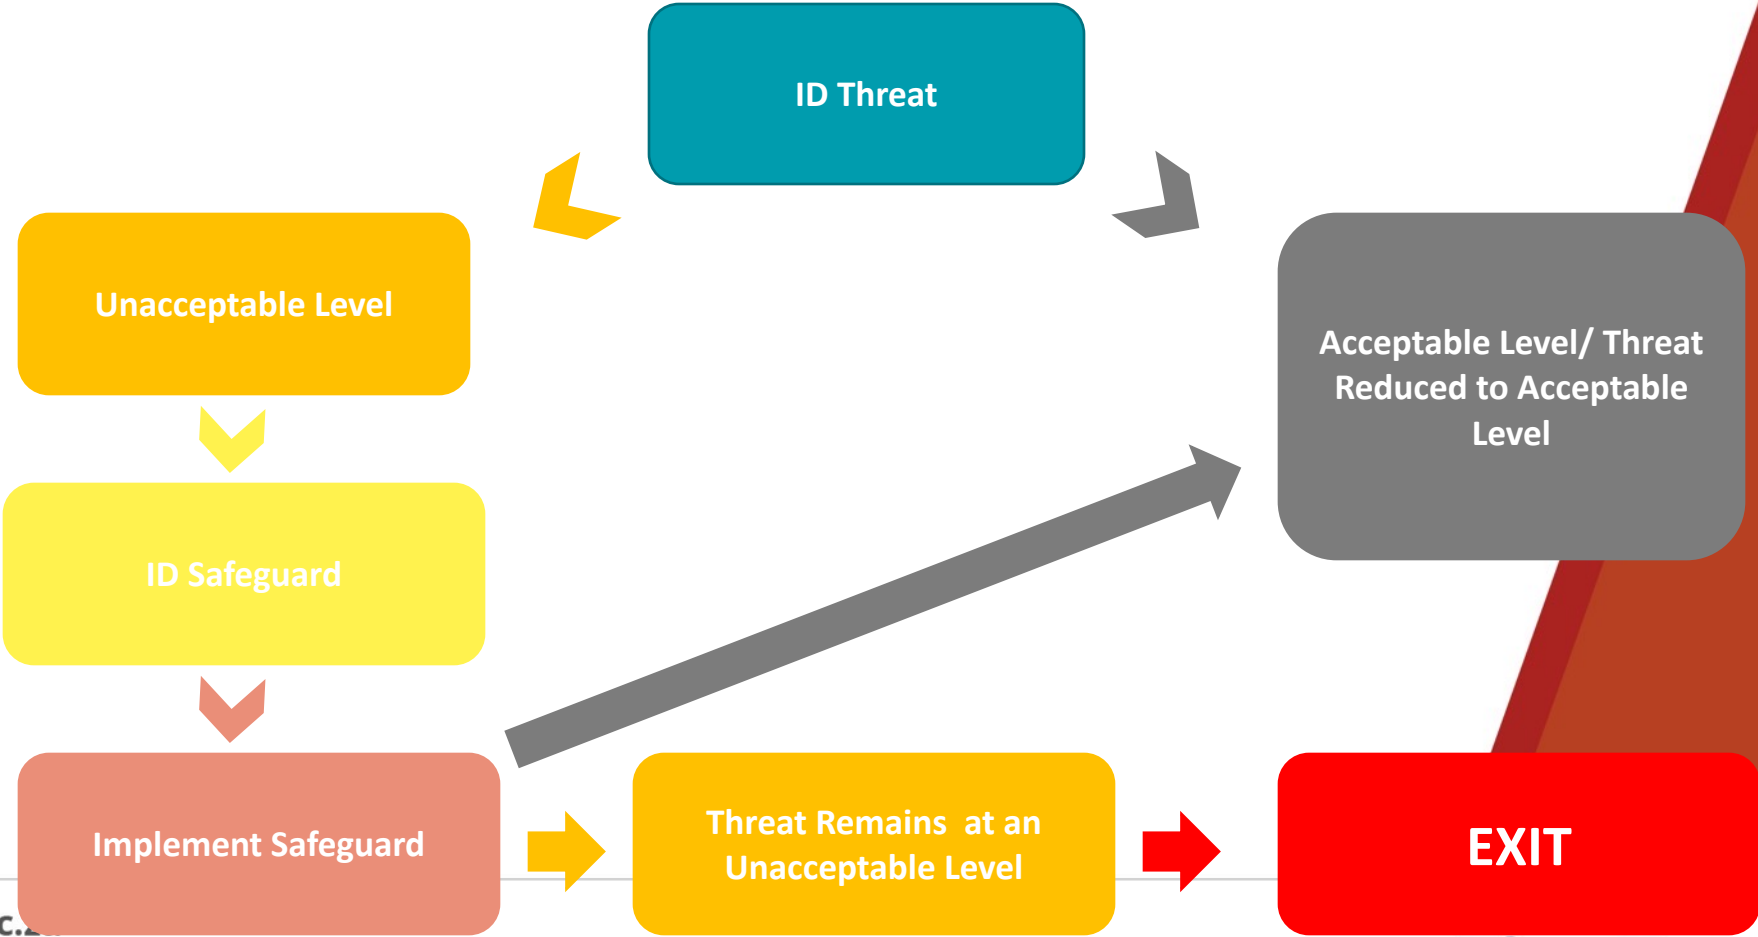 ID Threat
Unacceptable Level
Acceptable Level/ Threat
Reduced to Acceptable
Level
ID Safeguard
Implement Safeguard
Threat Remains  at an
Unacceptable Level
EXIT